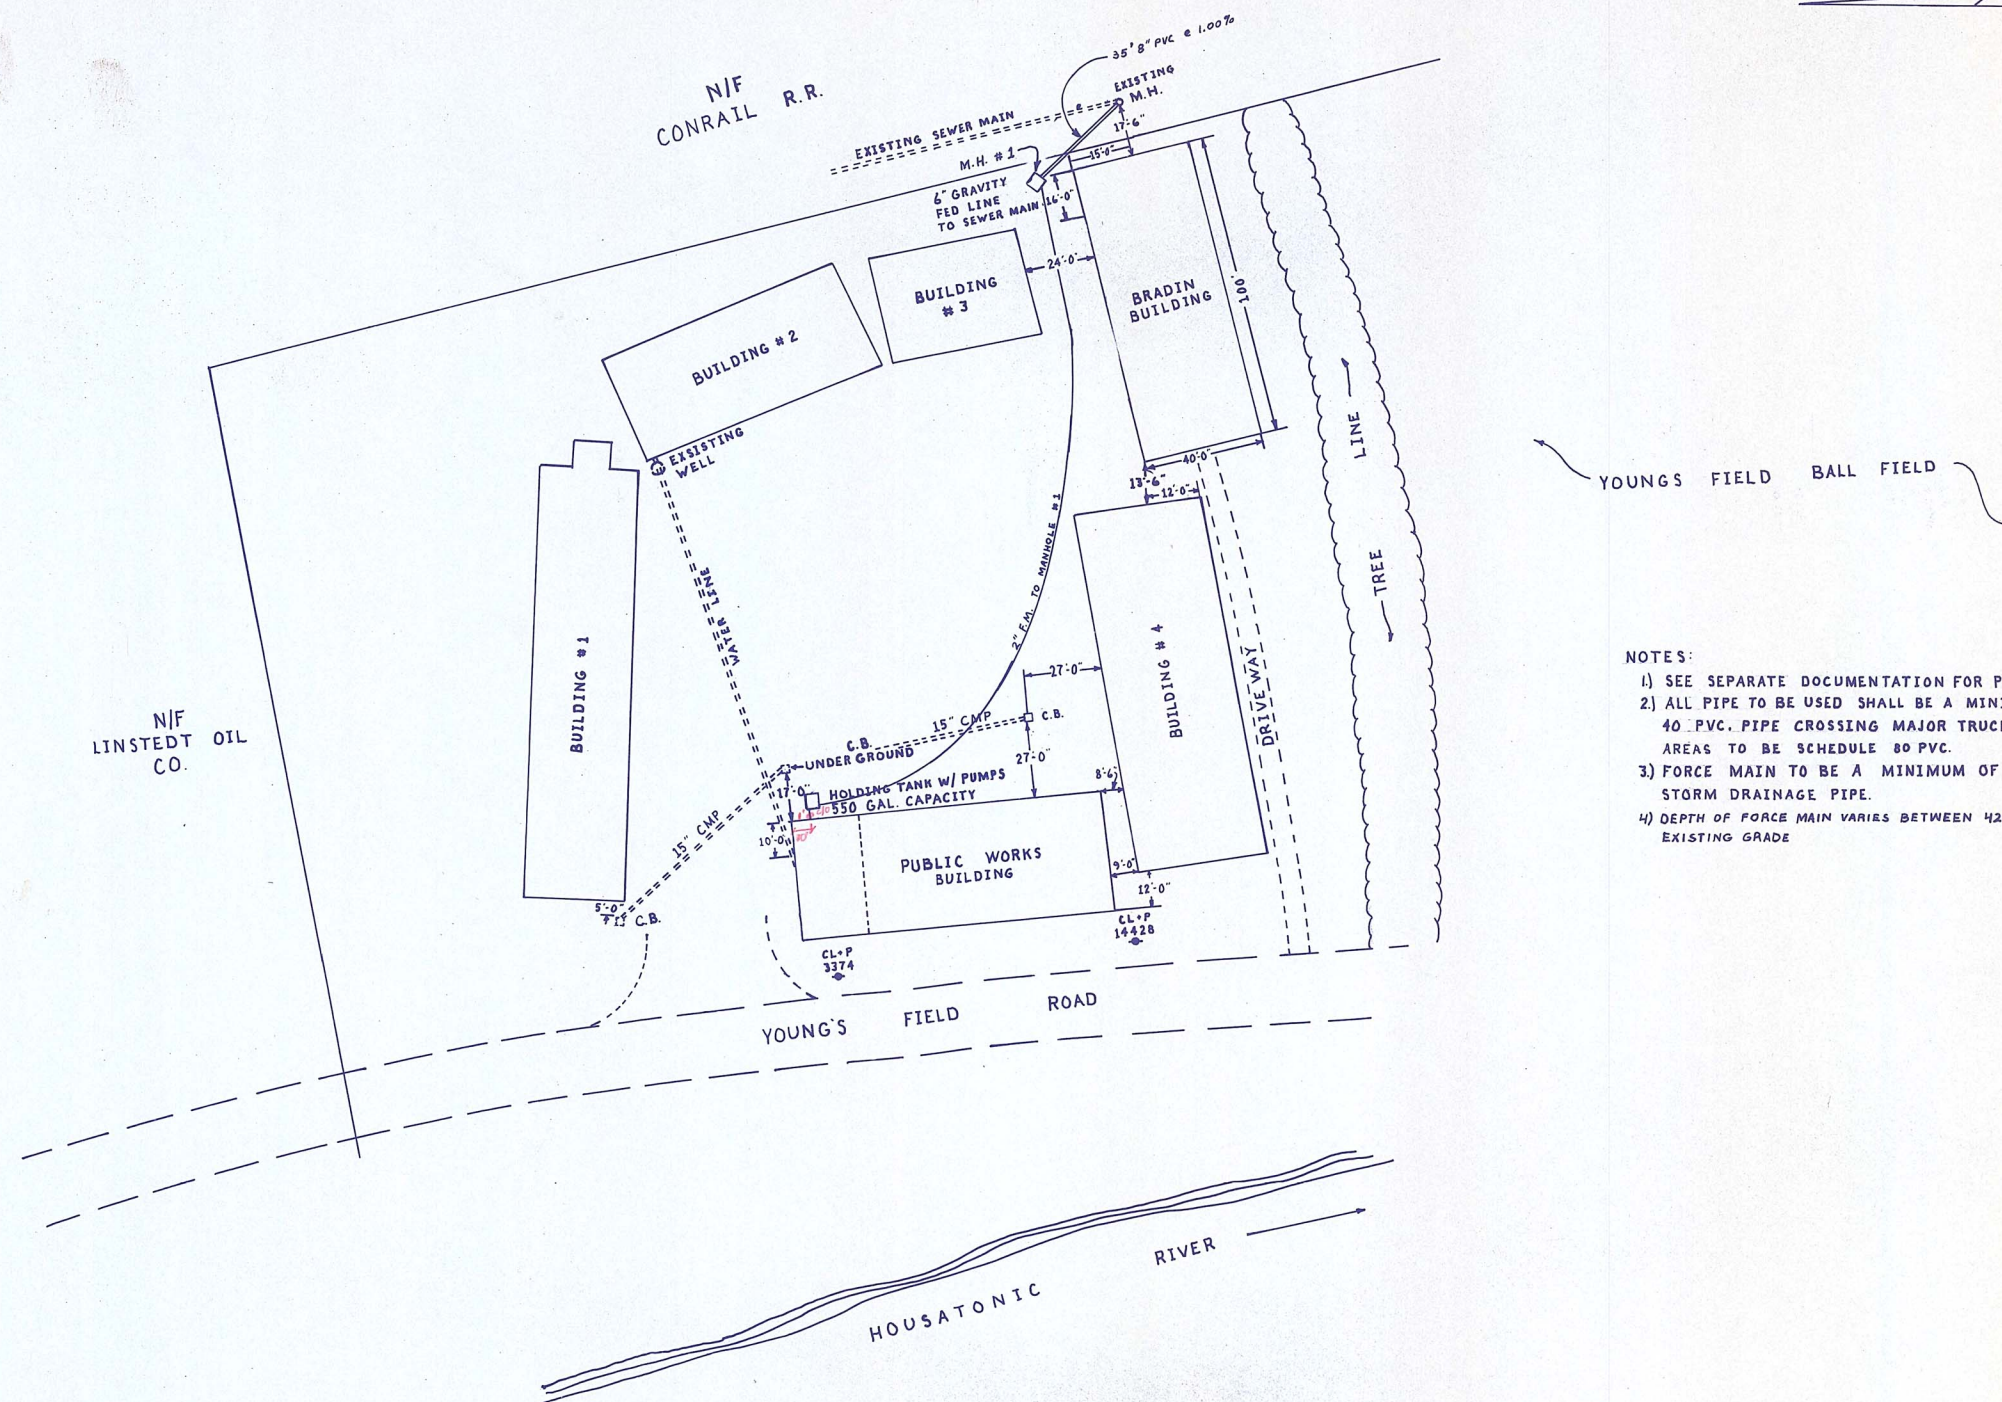 35' 8" PVC @ 1.00%
N/F
CONRAIL R.R.
EXISTING
M.H.
EXISTING SEWER MAIN
17'-6"
15'-0"
M.H. #1
6" GRAVITY
FED LINE
TO SEWER MAIN
16'-0"
24'-0"
BUILDING
#3
BRADIN
BUILDING
100'
BUILDING #2
EXSISTING
WELL
40'-0"
13'-6"
12'-0"
LINE
TREE
YOUNGS FIELD BALL FIELD
WATER LINE
2" F.M. TO MANHOLE #1
BUILDING #1
BUILDING #4
DRIVEWAY
27'-0"
15" CMP
C.B.
C.B.
UNDER GROUND
27'-0"
17'-0"
HOLDING TANK W/ PUMPS
550 GAL. CAPACITY
8'-6"
10'-0"
15" CMP
PUBLIC WORKS
BUILDING
9'-0"
12'-0"
5'-0"
C.B.
CL+P
3374
CL+P
14428
N/F
LINSTEDT OIL
CO.
YOUNG'S FIELD ROAD
HOUSATONIC RIVER
NOTES:
1.) SEE SEPARATE DOCUMENTATION FOR P
2.) ALL PIPE TO BE USED SHALL BE A MIN
40 PVC. PIPE CROSSING MAJOR TRUC
AREAS TO BE SCHEDULE 80 PVC.
3.) FORCE MAIN TO BE A MINIMUM OF
STORM DRAINAGE PIPE.
4) DEPTH OF FORCE MAIN VARIES BETWEEN 42
EXISTING GRADE